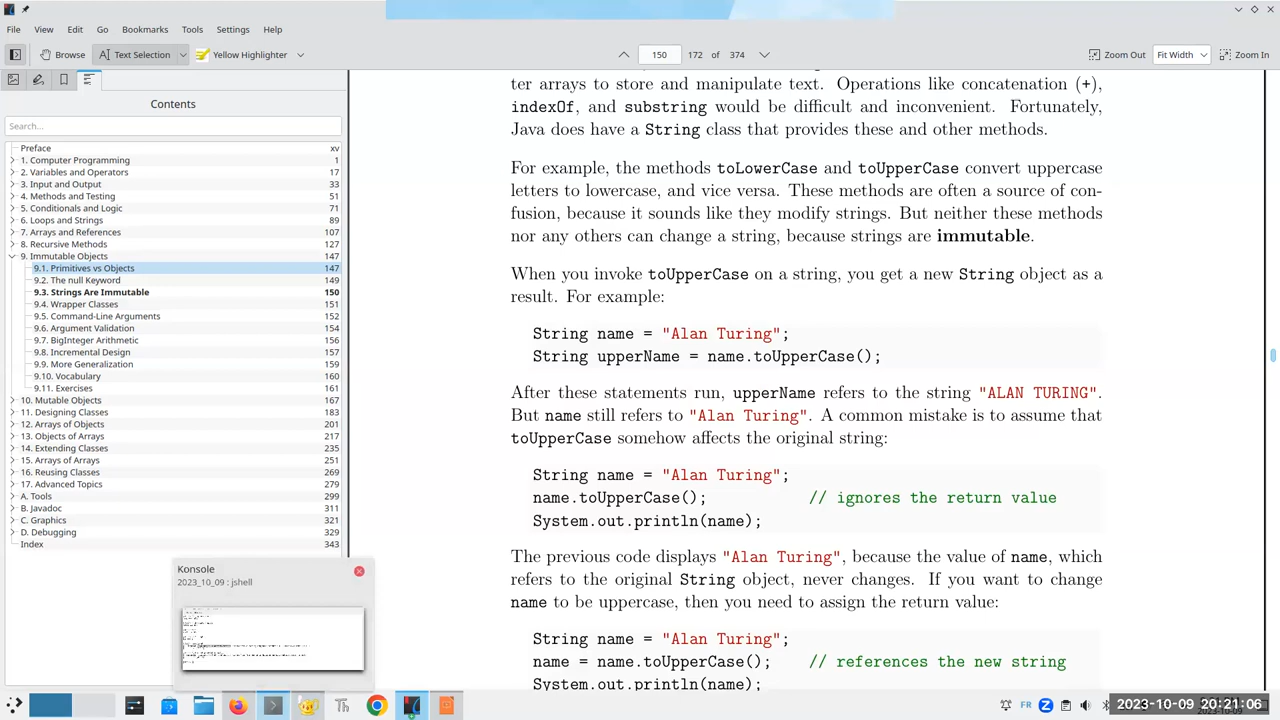 File View Edit Go Bookmarks Tools Settings Help
Browse Text Selection Yellow Highlighter 150 172 of 374 Zoom Out Fit Width Zoom In
Contents
Search...
Preface xv
1. Computer Programming 1
2. Variables and Operators 17
3. Input and Output 33
4. Methods and Testing 51
5. Conditionals and Logic 71
6. Loops and Strings 89
7. Arrays and References 107
8. Recursive Methods 127
9. Immutable Objects 147
9.1. Primitives vs Objects 147
9.2. The null Keyword 149
9.3. Strings Are Immutable 150
9.4. Wrapper Classes 151
9.5. Command-Line Arguments 152
9.6. Argument Validation 154
9.7. BigInteger Arithmetic 156
9.8. Incremental Design 157
9.9. More Generalization 159
9.10. Vocabulary 160
9.11. Exercises 161
10. Mutable Objects 167
11. Designing Classes 183
12. Arrays of Objects 201
13. Objects of Arrays 217
14. Extending Classes 235
15. Arrays of Arrays 251
16. Reusing Classes 269
17. Advanced Topics 279
A. Tools 299
B. Javadoc 311
C. Graphics 321
D. Debugging 329
Index 343
ter arrays to store and manipulate text. Operations like concatenation (+),
indexOf, and substring would be difficult and inconvenient. Fortunately,
Java does have a String class that provides these and other methods.
For example, the methods toLowerCase and toUpperCase convert uppercase
letters to lowercase, and vice versa. These methods are often a source of con-
fusion, because it sounds like they modify strings. But neither these methods
nor any others can change a string, because strings are immutable.
When you invoke toUpperCase on a string, you get a new String object as a
result. For example:
String name = "Alan Turing";
String upperName = name.toUpperCase();
After these statements run, upperName refers to the string "ALAN TURING".
But name still refers to "Alan Turing". A common mistake is to assume that
toUpperCase somehow affects the original string:
String name = "Alan Turing";
name.toUpperCase(); // ignores the return value
System.out.println(name);
The previous code displays "Alan Turing", because the value of name, which
refers to the original String object, never changes. If you want to change
name to be uppercase, then you need to assign the return value:
String name = "Alan Turing";
name = name.toUpperCase(); // references the new string
System.out.println(name);
Konsole
2023_10_09 : jshell
FR
2023-10-09 20:21:06